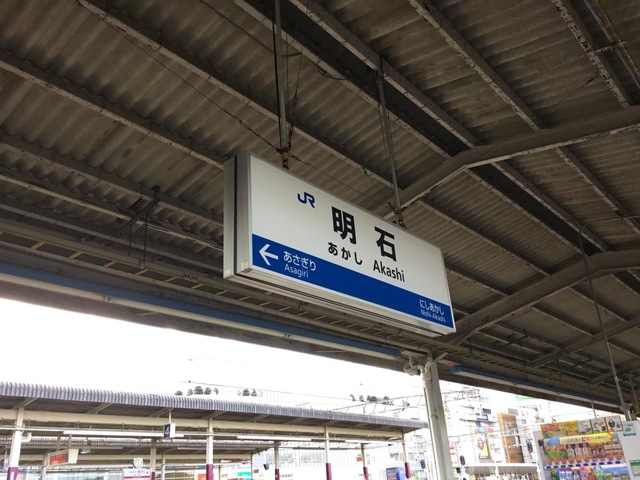 JR
明石
あかし Akashi
← あさぎり
Asagiri
にしあかし
Nishi-Akashi